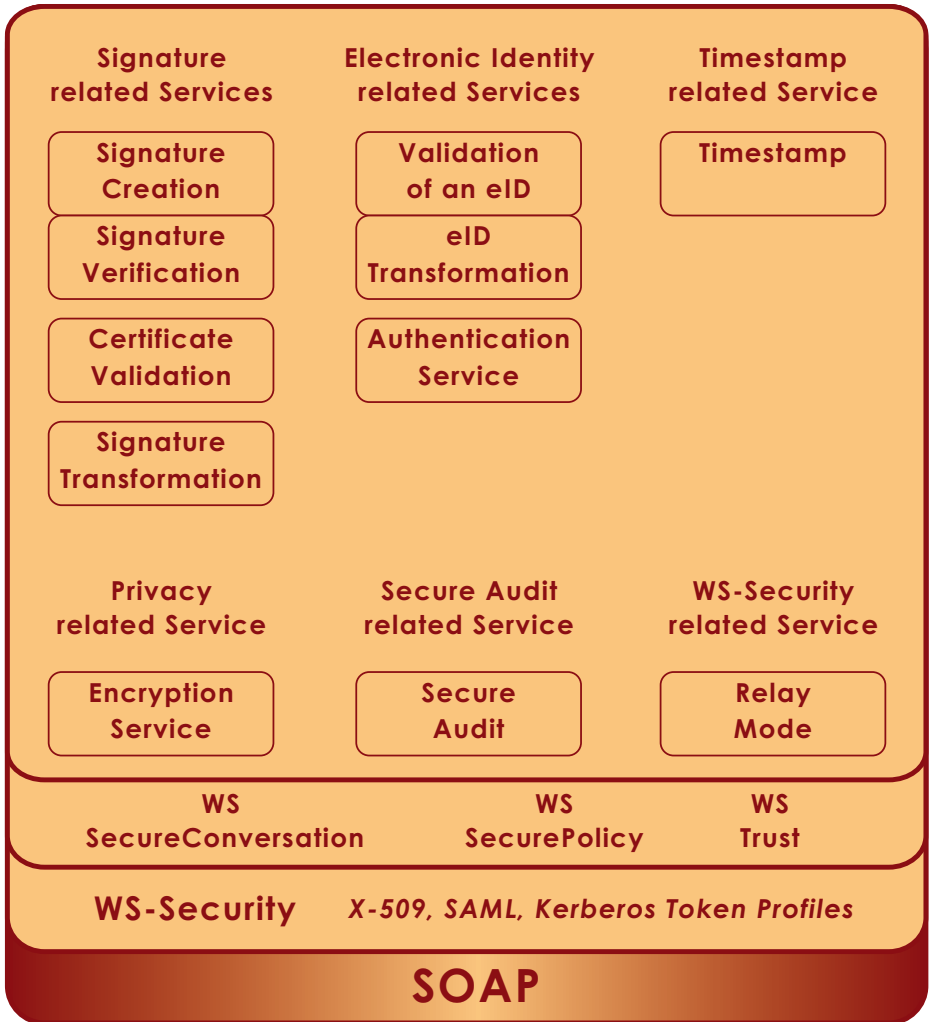 Signature
related Services
Electronic Identity
related Services
Timestamp
related Service
Signature
Creation
Signature
Verification
Certificate
Validation
Signature
Transformation
Validation
of an eID
eID
Transformation
Authentication
Service
Timestamp
Privacy
related Service
Secure Audit
related Service
WS-Security
related Service
Encryption
Service
Secure
Audit
Relay
Mode
WS
SecureConversation
WS
SecurePolicy
WS
Trust
WS-Security
X-509, SAML, Kerberos Token Profiles
SOAP